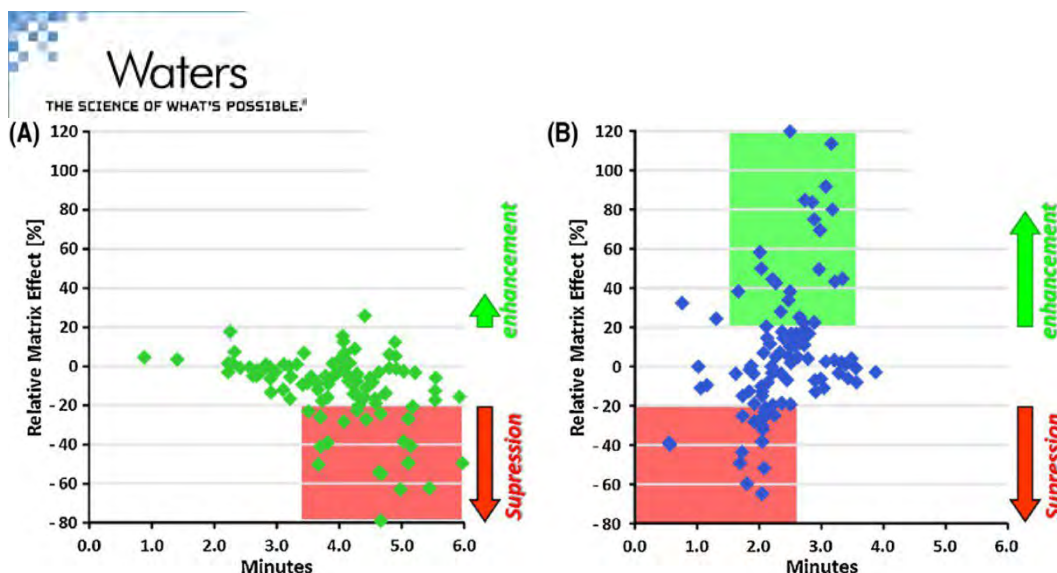 Waters
THE SCIENCE OF WHAT'S POSSIBLE.®
(A)
Relative Matrix Effect [%]
120
100
80
60
40
20
0
- 20
- 40
- 60
- 80
0.0 1.0 2.0 3.0 4.0 5.0 6.0
Minutes
enhancement
Supression
(B)
Relative Matrix Effect [%]
120
100
80
60
40
20
0
- 20
- 40
- 60
- 80
0.0 1.0 2.0 3.0 4.0 5.0 6.0
Minutes
enhancement
Supression